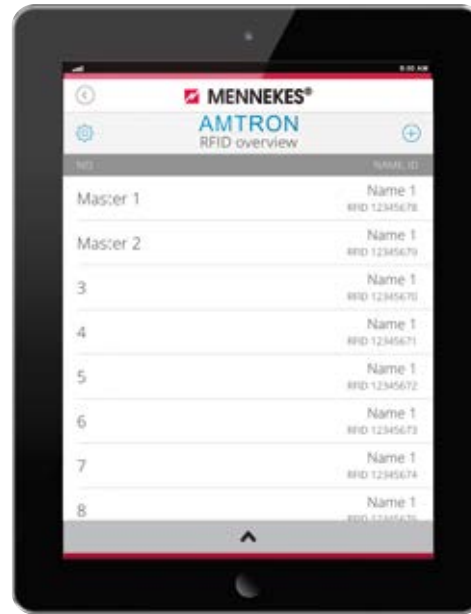 MENNEKES®
AMTRON
RFID overview
NO. NAME, ID
Master 1 Name 1
RFID 12345678
Master 2 Name 1
RFID 12345679
3 Name 1
RFID 12345670
4 Name 1
RFID 12345671
5 Name 1
RFID 12345672
6 Name 1
RFID 12345673
7 Name 1
RFID 12345674
8 Name 1